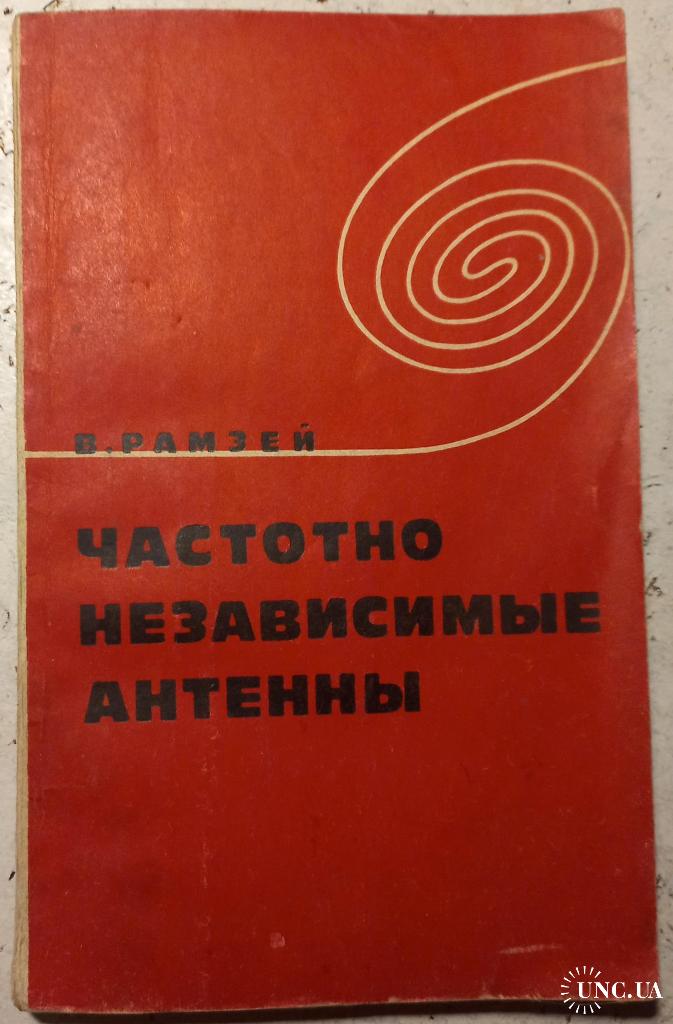 В. РАМЗЕЙ
ЧАСТОТНО
НЕЗАВИСИМЫЕ
АНТЕННЫ
UNC.UA